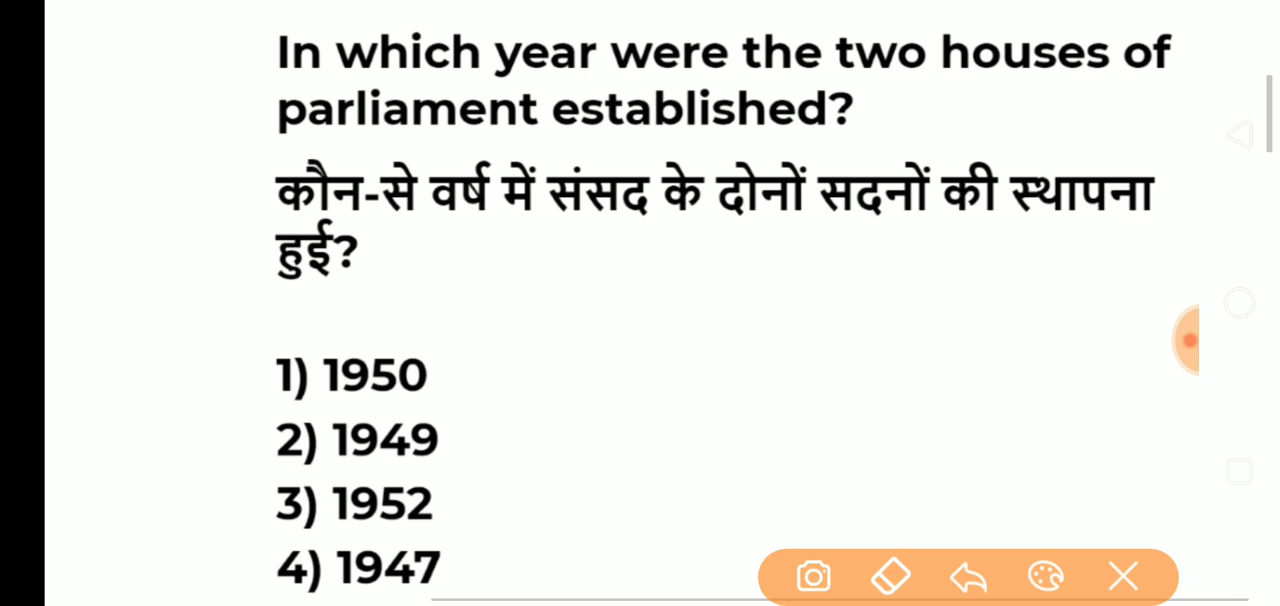 In which year were the two houses of
parliament established?
कौन-से वर्ष में संसद के दोनों सदनों की स्थापना
हुई?
1) 1950
2) 1949
3) 1952
4) 1947